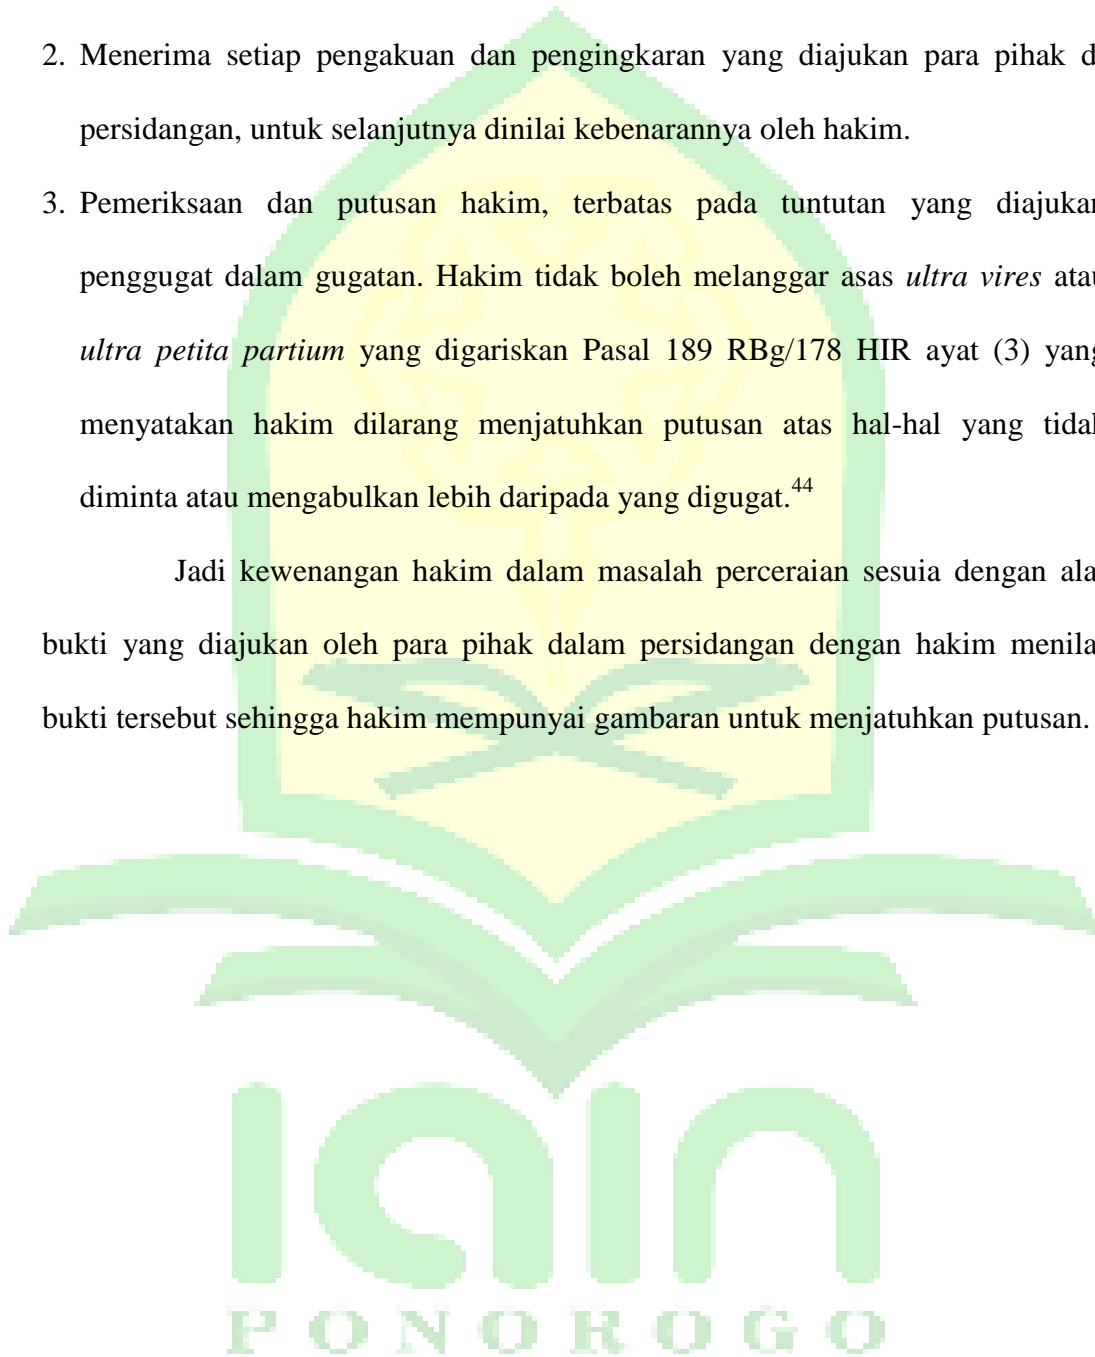 2. Menerima setiap pengakuan dan pengingkaran yang diajukan para pihak d
persidangan, untuk selanjutnya dinilai kebenarannya oleh hakim.
3. Pemeriksaan dan putusan hakim, terbatas pada tuntutan yang diajukan
penggugat dalam gugatan. Hakim tidak boleh melanggar asas ultra vires atau
ultra petita partium yang digariskan Pasal 189 RBg/178 HIR ayat (3) yang
menyatakan hakim dilarang menjatuhkan putusan atas hal-hal yang tidak
diminta atau mengabulkan lebih daripada yang digugat.44
Jadi kewenangan hakim dalam masalah perceraian sesuia dengan ala
bukti yang diajukan oleh para pihak dalam persidangan dengan hakim menila
bukti tersebut sehingga hakim mempunyai gambaran untuk menjatuhkan putusan.
iain
PONOROGO